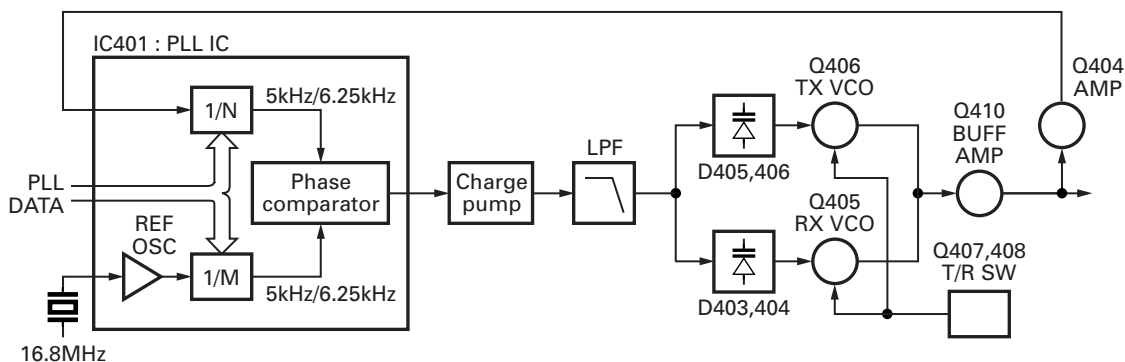 IC401 : PLL IC
1/N
5kHz/6.25kHz
PLL
DATA
Phase
comparator
REF
OSC
1/M
5kHz/6.25kHz
16.8MHz
Charge
pump
LPF
D405,406
Q406
TX VCO
D403,404
Q405
RX VCO
Q410
BUFF
AMP
Q404
AMP
Q407,408
T/R SW